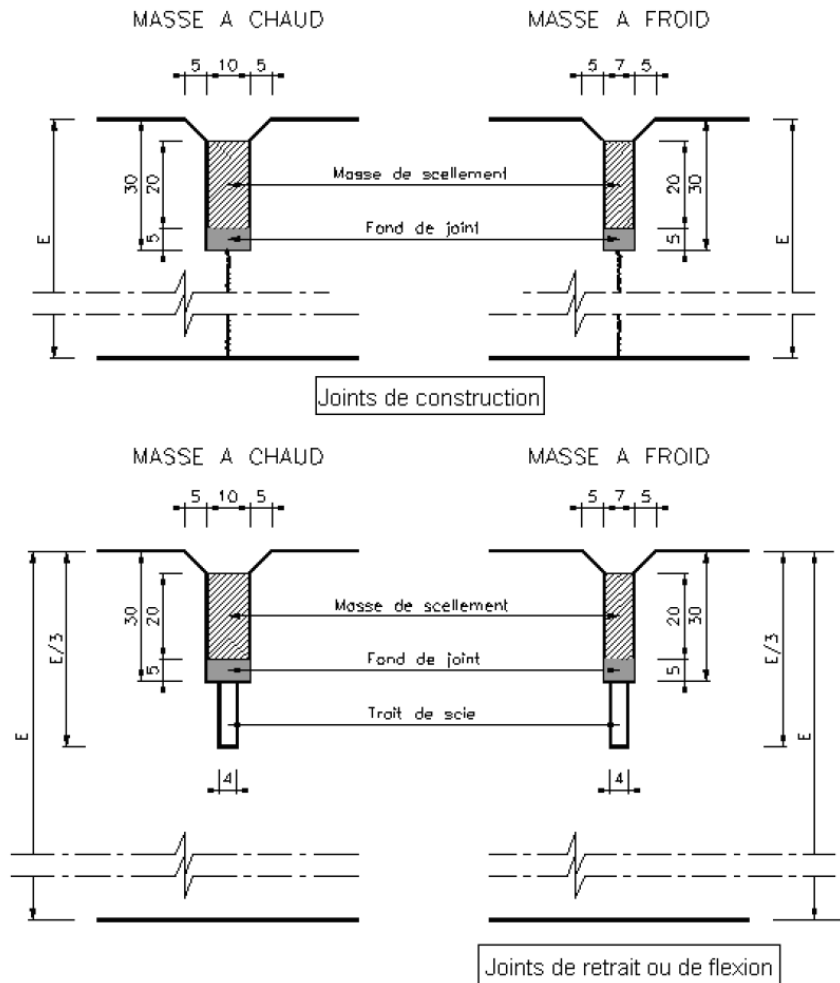 MASSE A CHAUD
MASSE A FROID
5 10 5
5 7 5
E
30
20
5
Masse de scellement
Fond de joint
20
5
30
E
Joints de construction
MASSE A CHAUD
MASSE A FROID
5 10 5
5 7 5
E
E/3
30
20
5
Masse de scellement
Fond de joint
Trait de scie
20
5
30
E/3
E
4
4
Joints de retrait ou de flexion